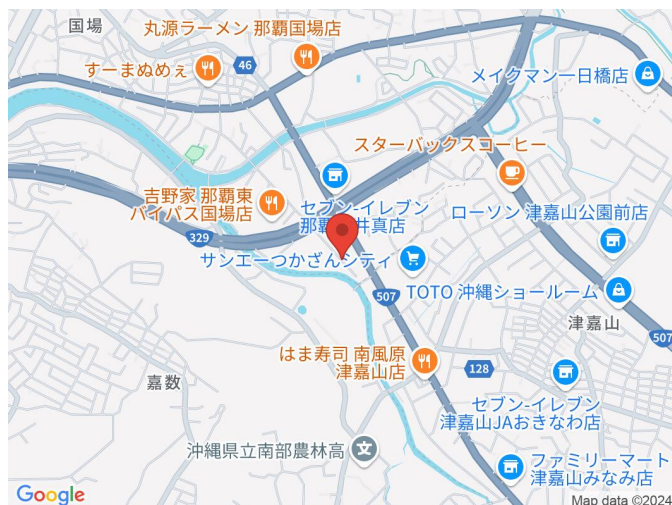 国場
丸源ラーメン 那覇国場店
すーまぬめぇ
46
メイクマン一日橋店
スターバックスコーヒー
吉野家 那覇東
バイパス国場店
セブン-イレブン
那覇 井真店
ローソン 津嘉山公園前店
329
サンエーつかざんシティ
507
TOTO 沖縄ショールーム
津嘉山
507
はま寿司 南風原
津嘉山店
128
嘉数
セブン-イレブン
津嘉山JAおきなわ店
沖縄県立南部農林高
文
ファミリーマート
津嘉山みなみ店
Google
Map data ©2024